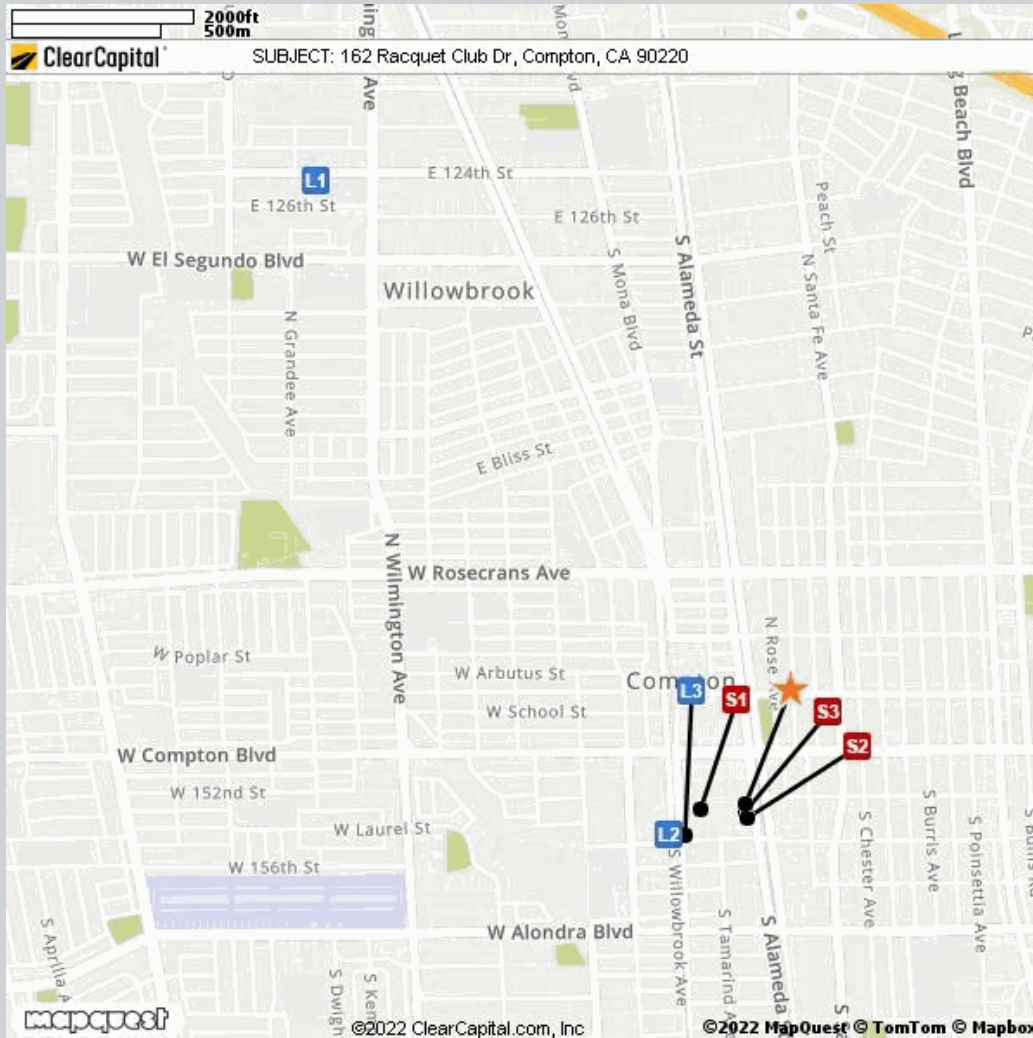 2000ft
500m
ClearCapital
SUBJECT: 162 Racquet Club Dr, Compton, CA 90220
Ave
Beach Blvd
L1
E 124th St
E 126th St
E 126th St
Peach St
W El Segundo Blvd
S Alameda St
S Mona Blvd
N Santa Fe Ave
Willowbrook
N Grandee Ave
E Bliss St
N Wilmington Ave
W Rosecrans Ave
N Rose Ave
W Poplar St
W Arbutus St
Compton
L3
S1
S3
W School St
S2
W Compton Blvd
W 152nd St
S Burris Ave
S Chester Ave
S Poinsettia Ave
W Laurel St
L2
S Willowbrook Ave
W 156th St
S Tamarind
S Alameda
W Alondra Blvd
S Aprilla
S Dwigh
S Kem
mapquest
©2022 ClearCapital.com, Inc
©2022 MapQuest © TomTom © Mapbox